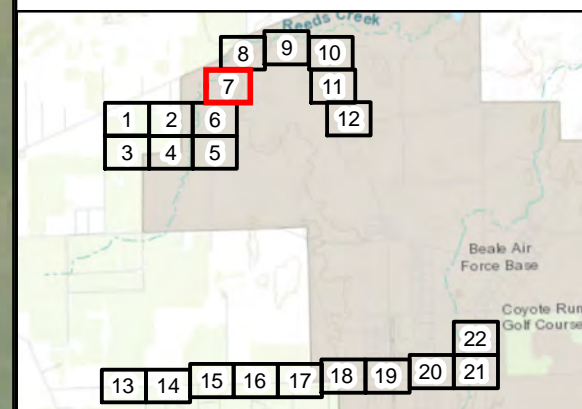 Reeds Creek
8 9 10
7 11
1 2 6 12
3 4 5
Beale Air
Force Base
Coyote Run
Golf Course
22
13 14 15 16 17 18 19 20 21